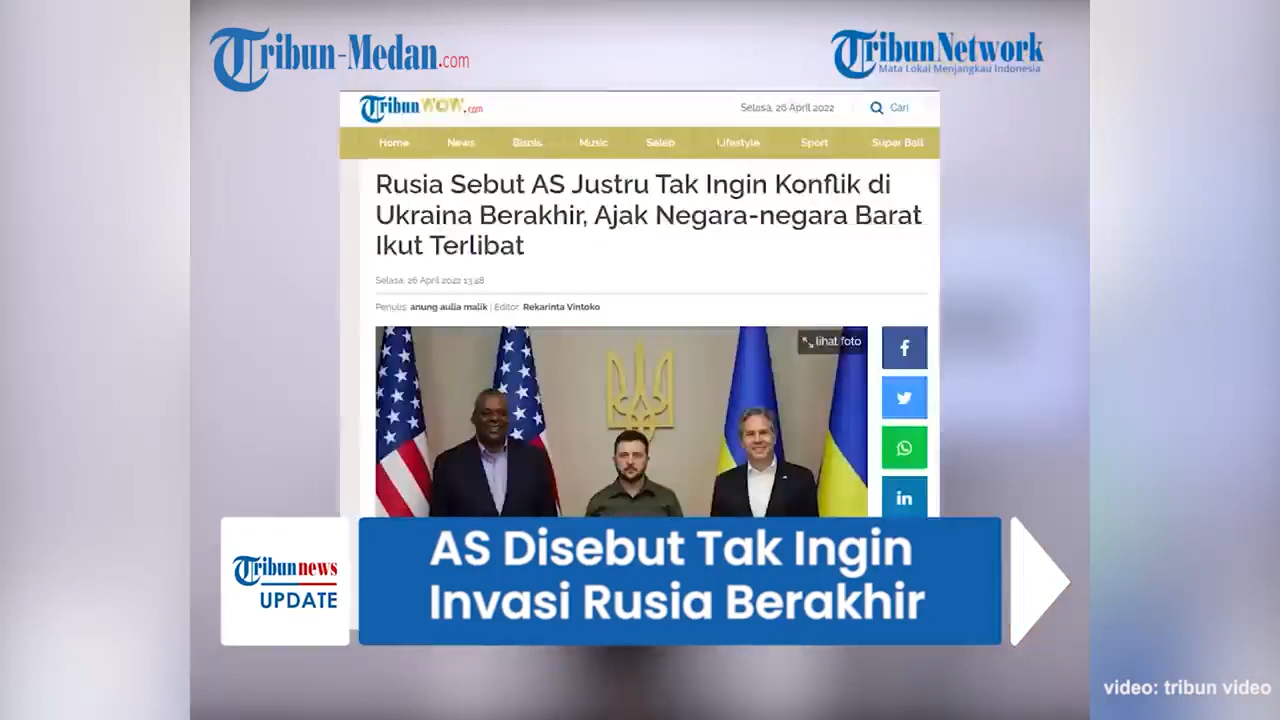 Tribun-Medan.com
TribunNetwork
Mata Lokal Menjangkau Indonesia
TribunWOW.com
Selasa, 26 April 2022
Cari
Home News Bisnis Music Seleb Lifestyle Sport Super Ball
Rusia Sebut AS Justru Tak Ingin Konflik di
Ukraina Berakhir, Ajak Negara-negara Barat
Ikut Terlibat
Selasa, 26 April 2022 13:48
Penulis: anung aulia malik | Editor: Rekarinta Vintoko
lihat foto
Tribunnews
UPDATE
AS Disebut Tak Ingin
Invasi Rusia Berakhir
video: tribun video